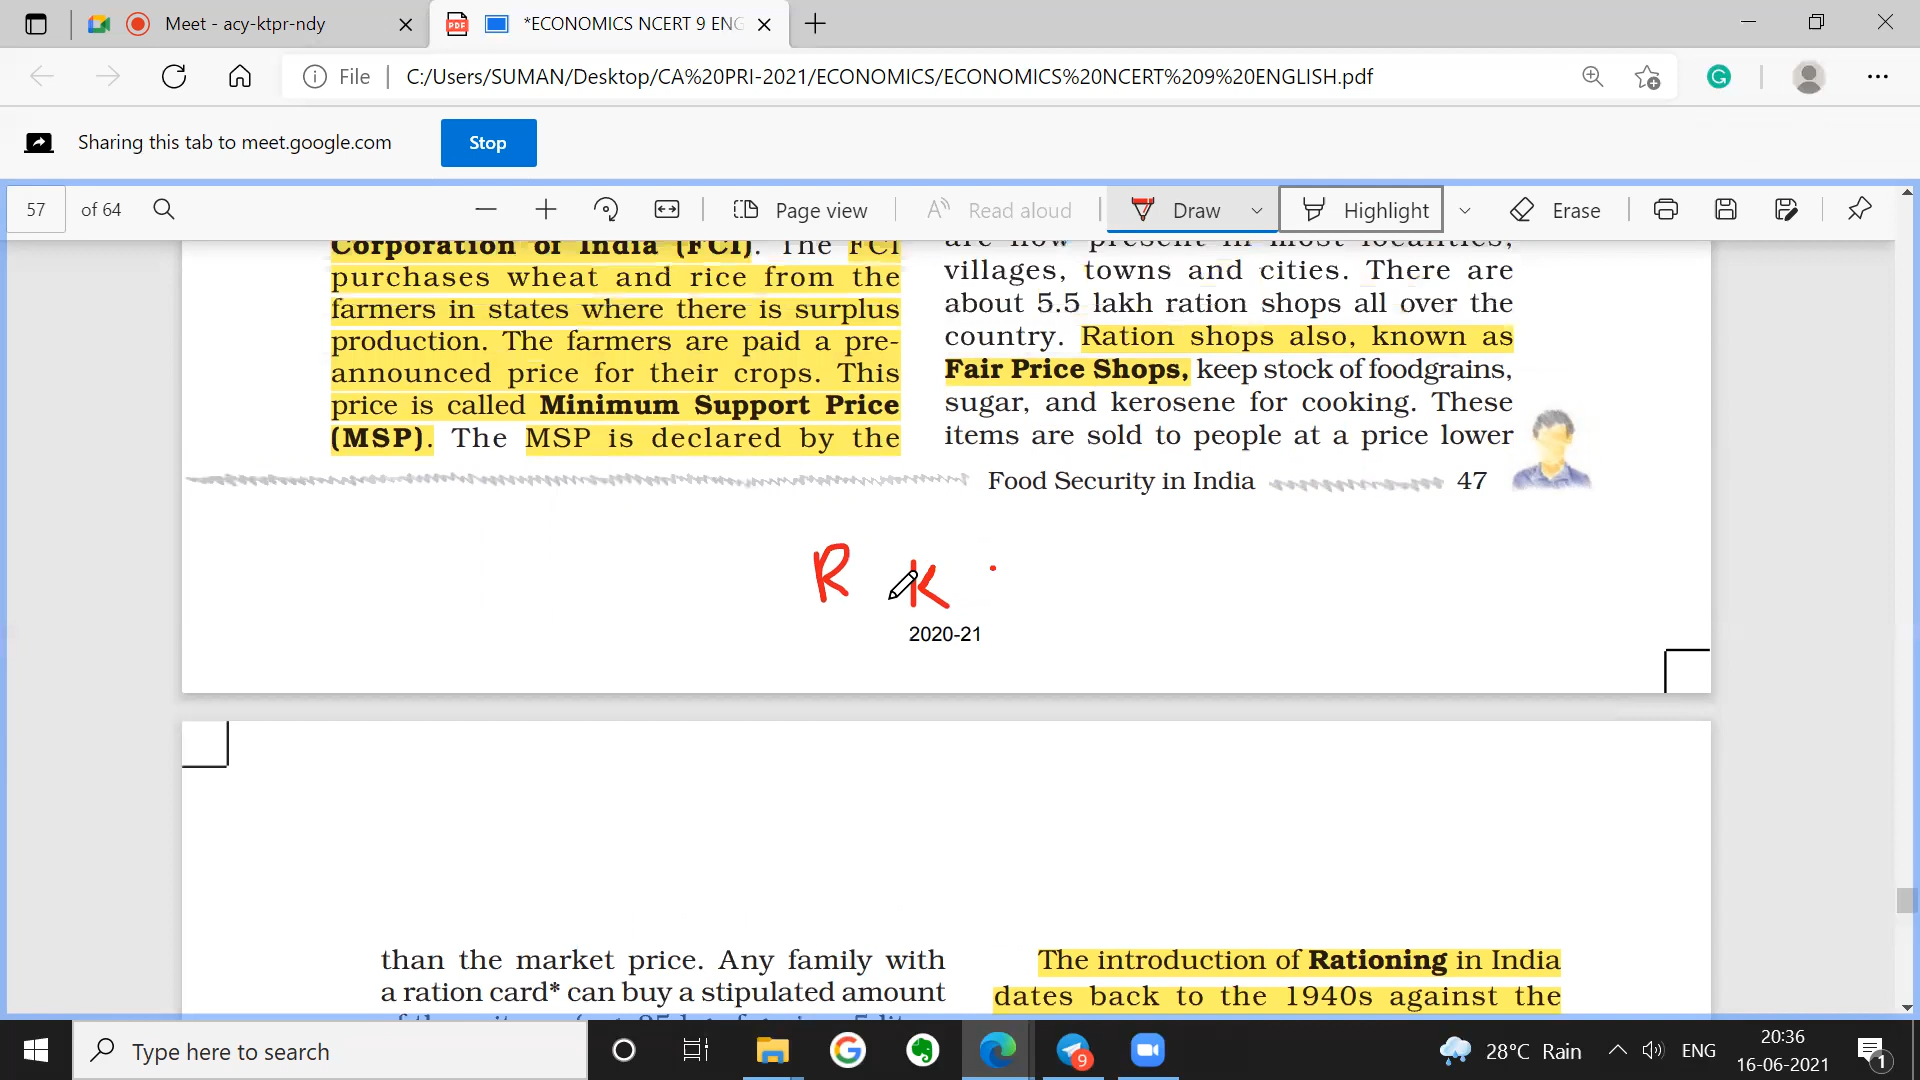 Meet - acy-ktpr-ndy
*ECONOMICS NCERT 9 ENG
File
C:/Users/SUMAN/Desktop/CA%20PRI-2021/ECONOMICS/ECONOMICS%20NCERT%209%20ENGLISH.pdf
Sharing this tab to meet.google.com
Stop
57 of 64
Page view
Read aloud
Draw
Highlight
Erase
Corporation of India (FCI). The FCI
purchases wheat and rice from the
farmers in states where there is surplus
production. The farmers are paid a pre-
announced price for their crops. This
price is called Minimum Support Price
(MSP). The MSP is declared by the
are now present in most localities,
villages, towns and cities. There are
about 5.5 lakh ration shops all over the
country. Ration shops also, known as
Fair Price Shops, keep stock of foodgrains,
sugar, and kerosene for cooking. These
items are sold to people at a price lower
Food Security in India 47
R K
2020-21
than the market price. Any family with
a ration card* can buy a stipulated amount
The introduction of Rationing in India
dates back to the 1940s against the
Type here to search
9
28°C Rain
ENG
20:36
16-06-2021
1